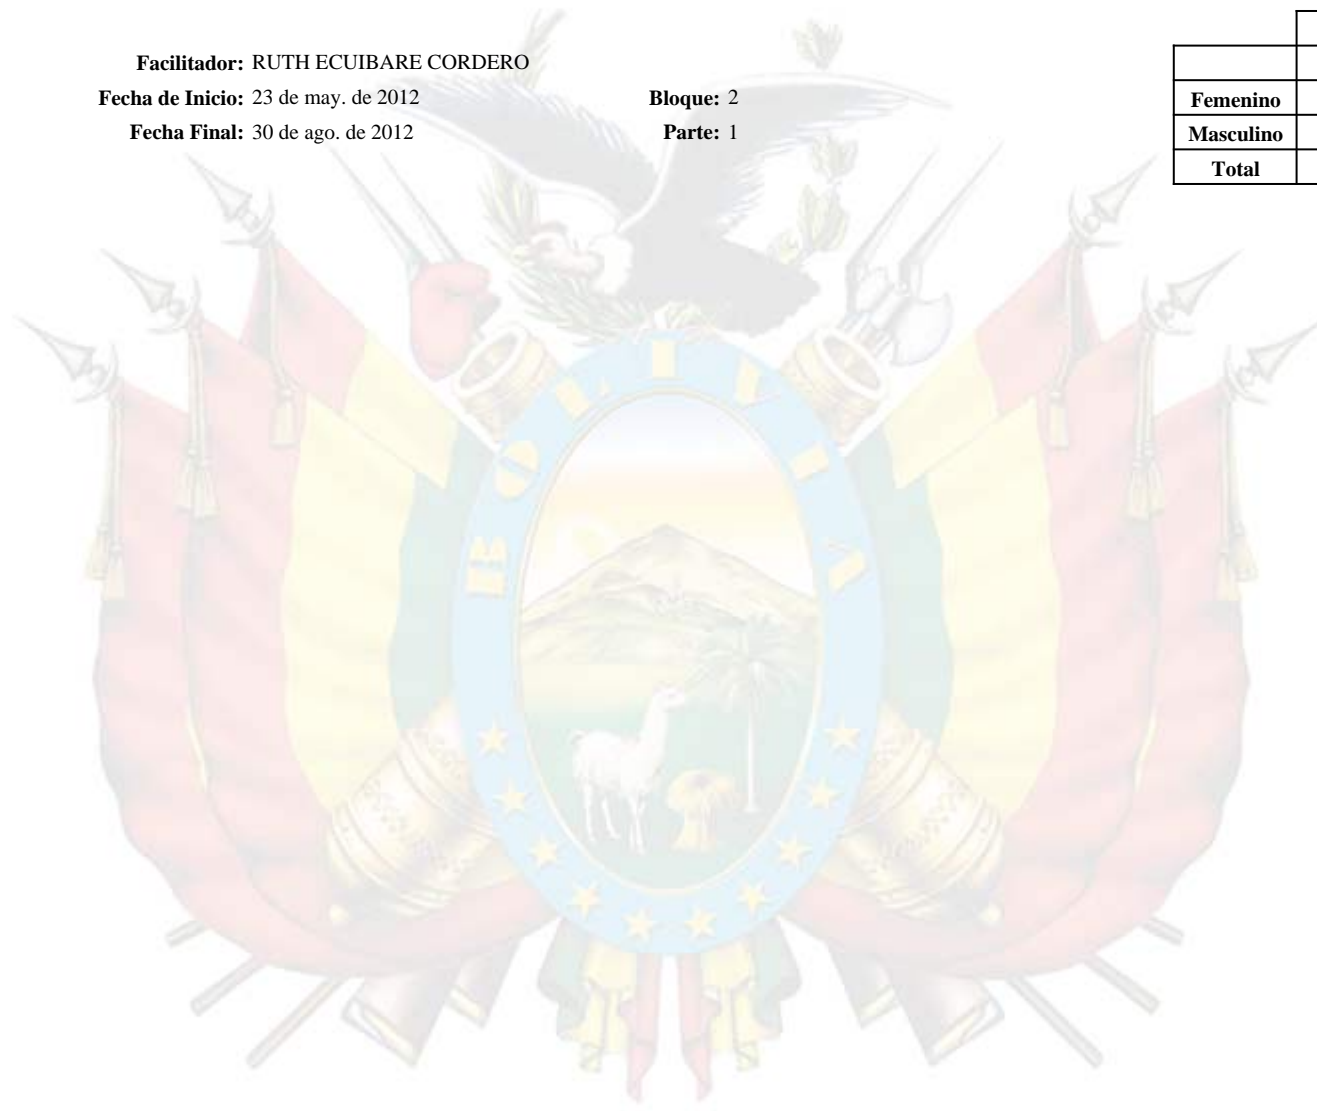 Facilitador: RUTH ECUIBARE CORDERO
Fecha de Inicio: 23 de may. de 2012 Bloque: 2
Fecha Final: 30 de ago. de 2012 Parte: 1
Femenino
Masculino
Total
BOLIVIA